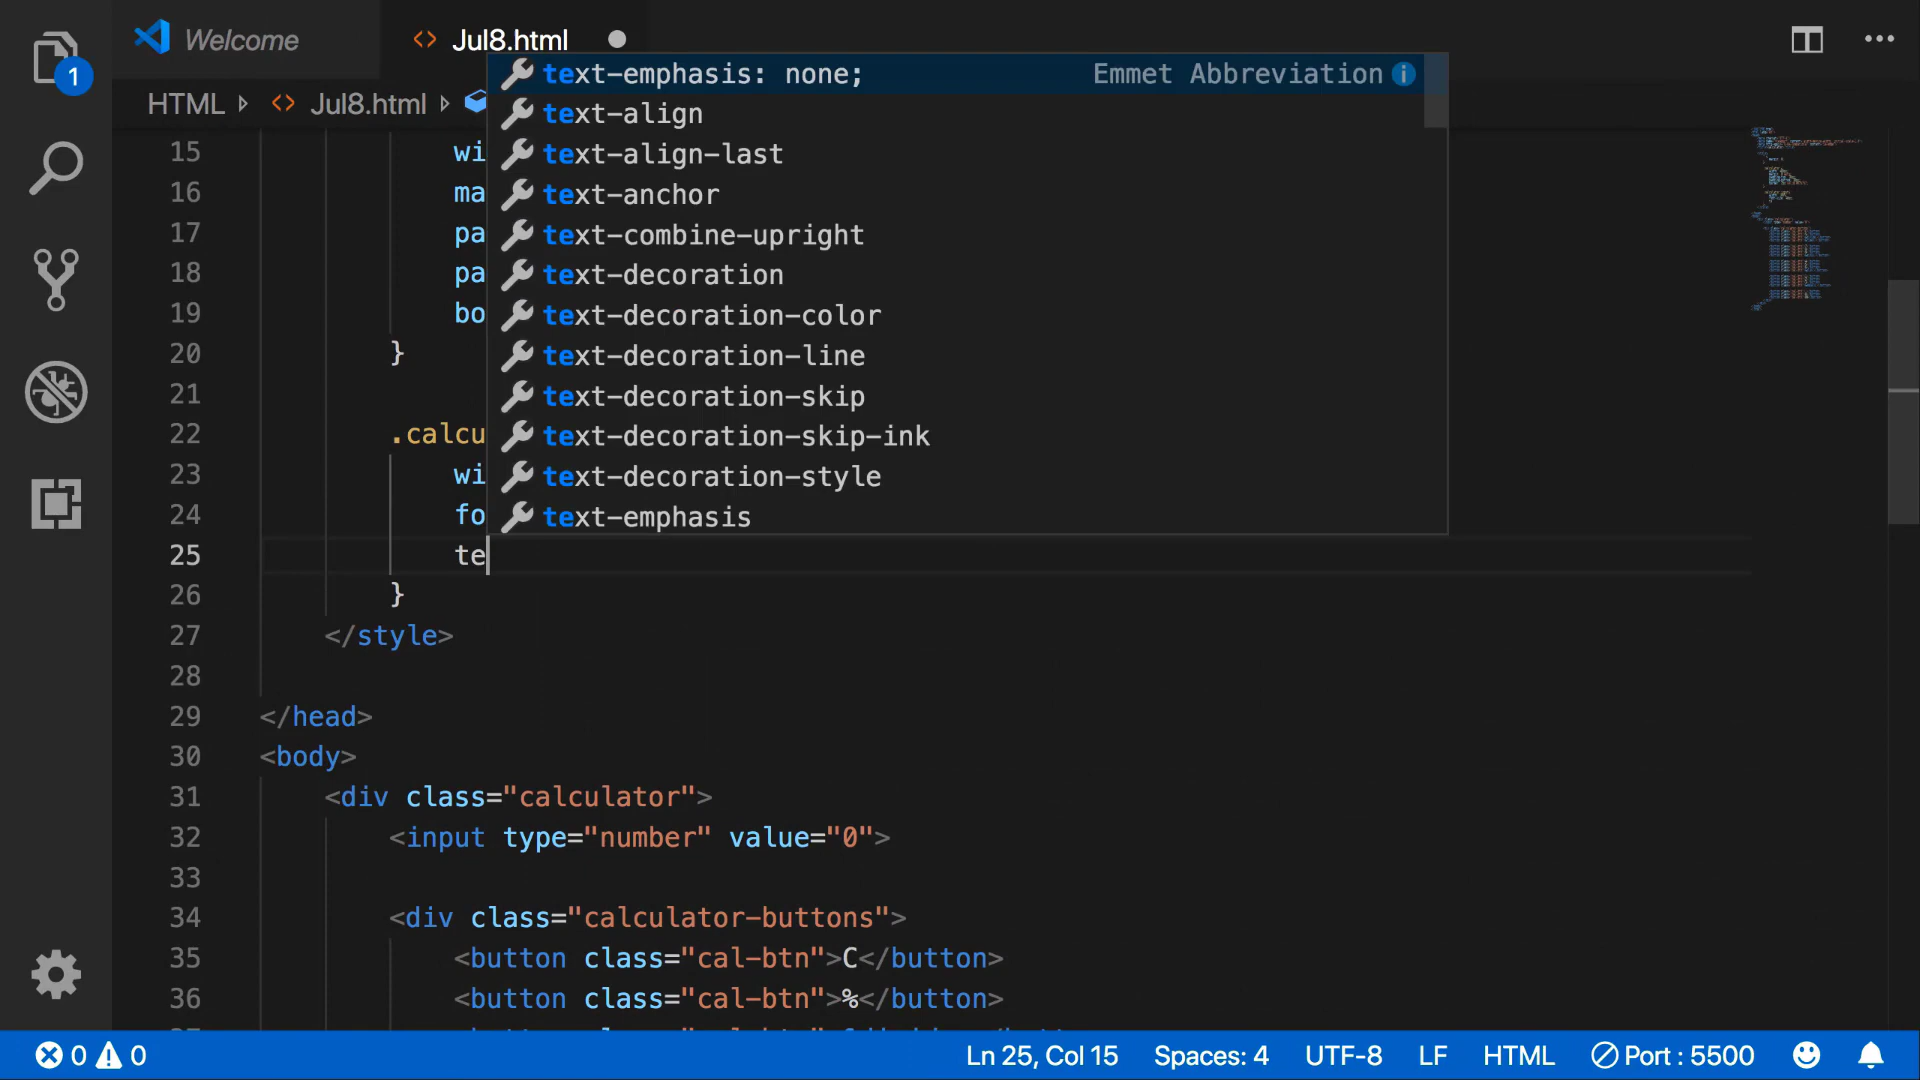 Welcome
Jul8.html
1
HTML
Jul8.html
text-emphasis: none;
Emmet Abbreviation
text-align
text-align-last
text-anchor
text-combine-upright
text-decoration
text-decoration-color
text-decoration-line
text-decoration-skip
text-decoration-skip-ink
text-decoration-style
text-emphasis
15 wi
16 ma
17 pa
18 pa
19 bo
20 }
21
22 .calcu
23 wi
24 fo
25 te
26 }
27 </style>
28
29 </head>
30 <body>
31 <div class="calculator">
32 <input type="number" value="0">
33
34 <div class="calculator-buttons">
35 <button class="cal-btn">C</button>
36 <button class="cal-btn">%</button>
0 0 Ln 25, Col 15 Spaces: 4 UTF-8 LF HTML Port : 5500